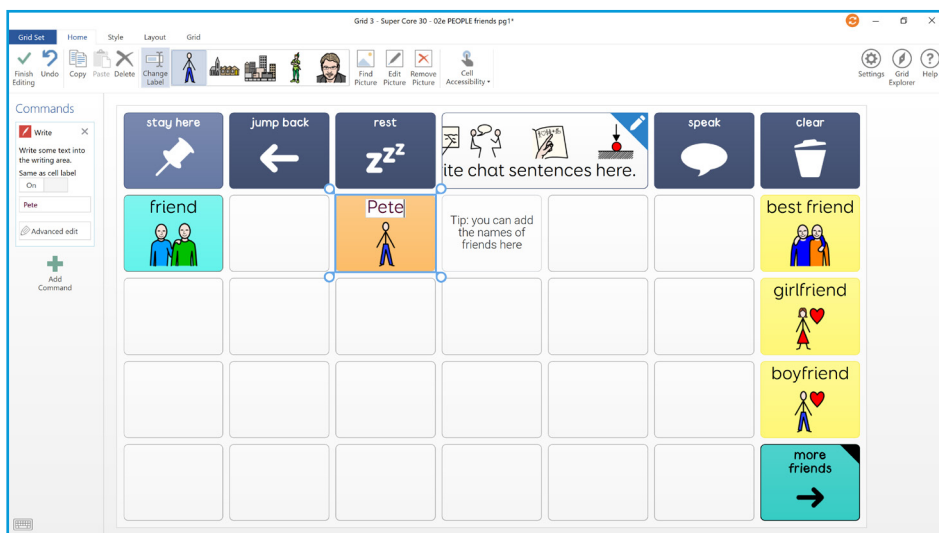 Grid 3 - Super Core 30 - 02e PEOPLE friends pg1*
Grid Set Home Style Layout Grid
Finish Editing
Undo
Copy
Paste
Delete
Change Label
Find Picture
Edit Picture
Remove Picture
Cell Accessibility
Settings
Grid Explorer
Help
Commands
Write
Write some text into
the writing area.
Same as cell label
On
Pete
Advanced edit
Add
Command
stay here
jump back
rest
zzz
ite chat sentences here.
speak
clear
friend
Pete
Tip: you can add
the names of
friends here
best friend
girlfriend
boyfriend
more
friends